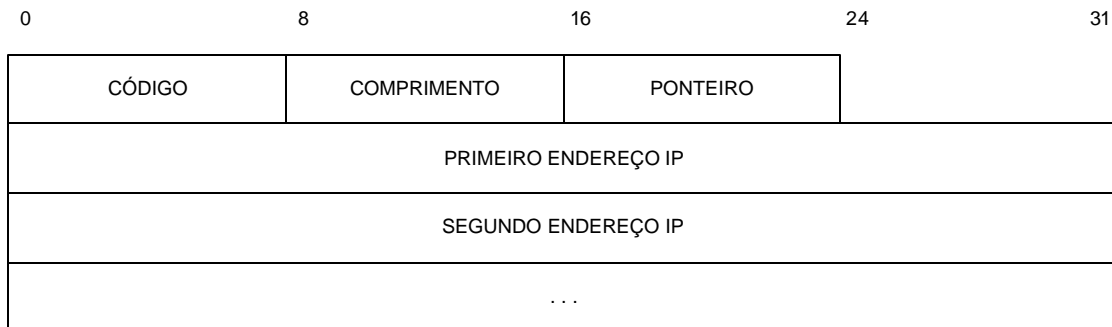 0 8 16 24 31
CÓDIGO COMPRIMENTO PONTEIRO
PRIMEIRO ENDEREÇO IP
SEGUNDO ENDEREÇO IP
. . .